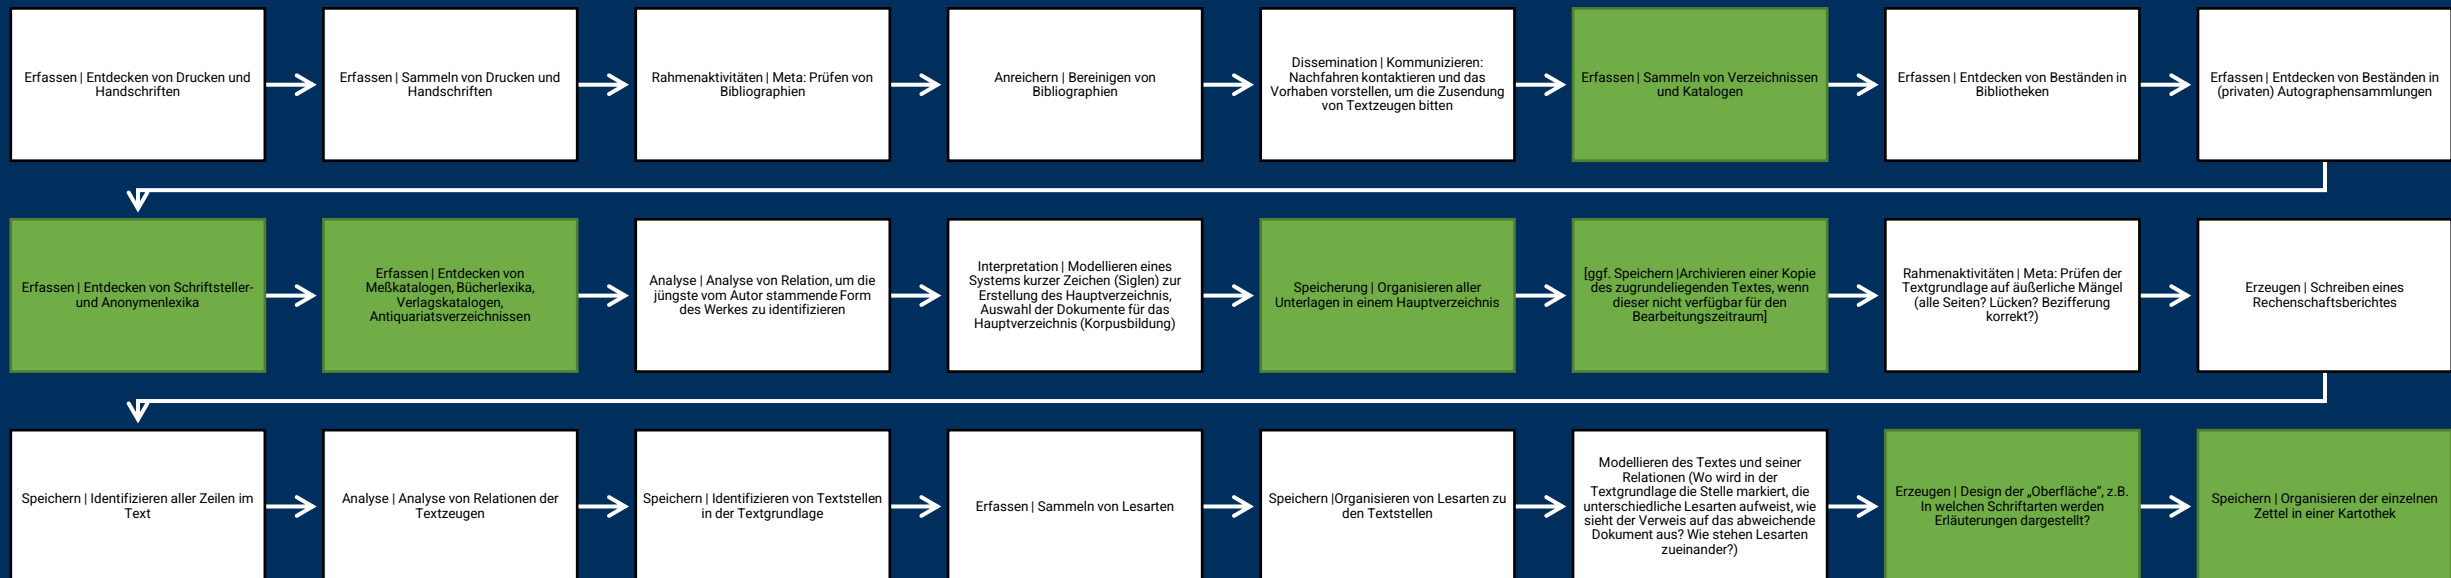 Erfassen | Entdecken von Drucken und
Handschriften
Erfassen | Sammeln von Drucken und
Handschriften
Rahmenaktivitäten | Meta: Prüfen von
Bibliographien
Anreichern | Bereinigen von
Bibliographien
Dissemination | Kommunizieren:
Nachfahren kontaktieren und das
Vorhaben vorstellen, um die Zusendung
von Textzeugen bitten
Erfassen | Sammeln von Verzeichnissen
und Katalogen
Erfassen | Entdecken von Beständen in
Bibliotheken
Erfassen | Entdecken von Beständen in
(privaten) Autographensammlungen
Erfassen | Entdecken von Schriftsteller-
und Anonymenlexika
Erfassen | Entdecken von
Meßkatalogen, Bücherlexika,
Verlagskatalogen,
Antiquariatsverzeichnissen
Analyse | Analyse von Relation, um die
jüngste vom Autor stammende Form
des Werkes zu identifizieren
Interpretation | Modellieren eines
Systems kurzer Zeichen (Siglen) zur
Erstellung des Hauptverzeichnis,
Auswahl der Dokumente für das
Hauptverzeichnis (Korpusbildung)
Speicherung | Organisieren aller
Unterlagen in einem Hauptverzeichnis
[ggf. Speichern |Archivieren einer Kopie
des zugrundeliegenden Textes, wenn
dieser nicht verfügbar für den
Bearbeitungszeitraum]
Rahmenaktivitäten | Meta: Prüfen der
Textgrundlage auf äußerliche Mängel
(alle Seiten? Lücken? Bezifferung
korrekt?)
Erzeugen | Schreiben eines
Rechenschaftsberichtes
Speichern | Identifizieren aller Zeilen im
Text
Analyse | Analyse von Relationen der
Textzeugen
Speichern | Identifizieren von Textstellen
in der Textgrundlage
Erfassen | Sammeln von Lesarten
Speichern |Organisieren von Lesarten zu
den Textstellen
Modellieren des Textes und seiner
Relationen (Wo wird in der
Textgrundlage die Stelle markiert, die
unterschiedliche Lesarten aufweist, wie
sieht der Verweis auf das abweichende
Dokument aus? Wie stehen Lesarten
zueinander?)
Erzeugen | Design der „Oberfläche“, z.B.
In welchen Schriftarten werden
Erläuterungen dargestellt?
Speichern | Organisieren der einzelnen
Zettel in einer Kartothek